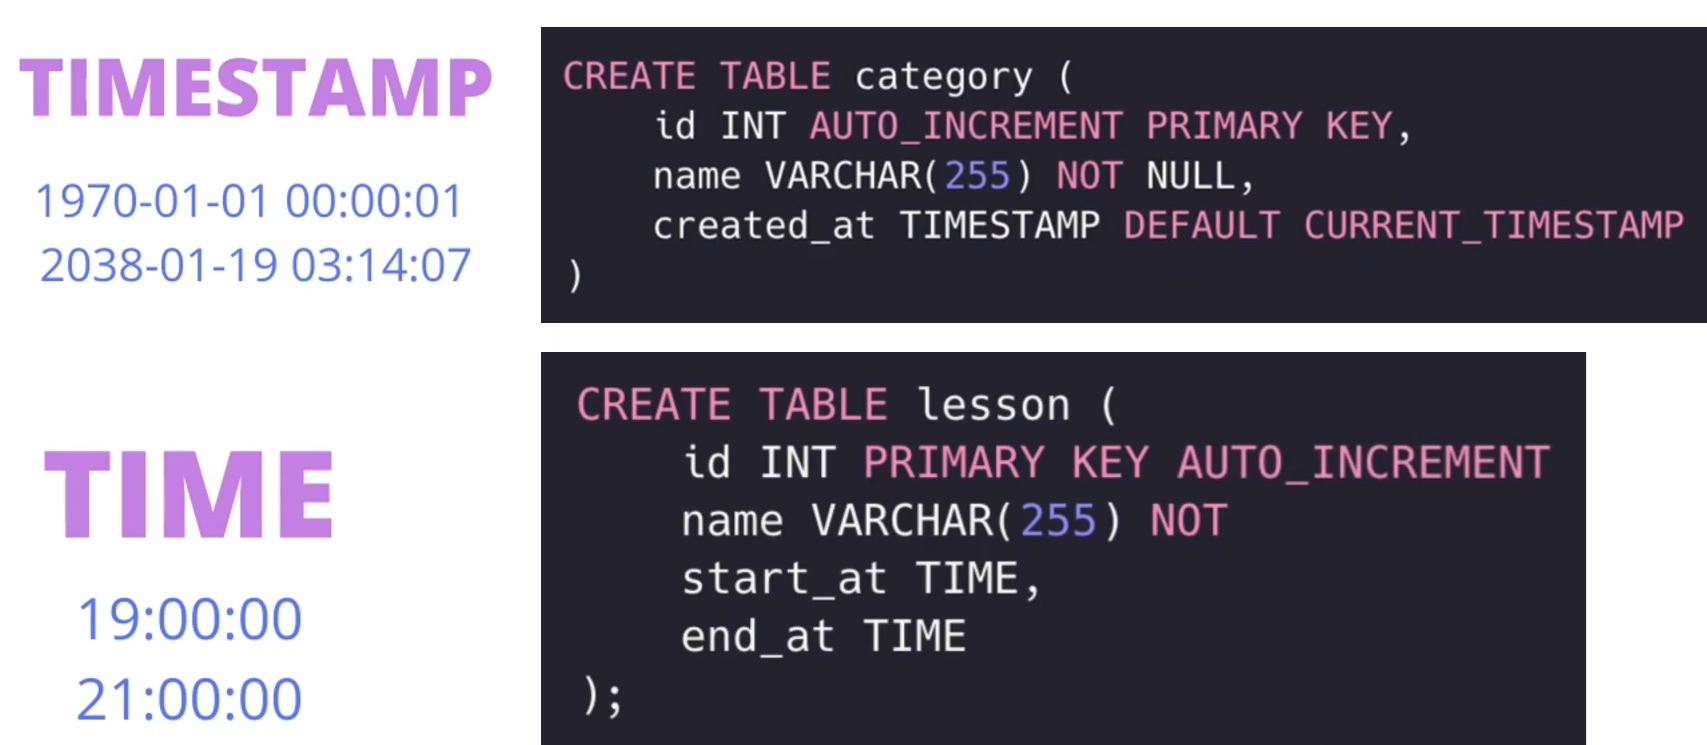 TIMESTAMP
1970-01-01 00:00:01
2038-01-19 03:14:07
CREATE TABLE category (
id INT AUTO_INCREMENT PRIMARY KEY,
name VARCHAR(255) NOT NULL,
created_at TIMESTAMP DEFAULT CURRENT_TIMESTAMP
)
TIME
19:00:00
21:00:00
CREATE TABLE lesson (
id INT PRIMARY KEY AUTO_INCREMENT
name VARCHAR(255) NOT
start_at TIME,
end_at TIME
);